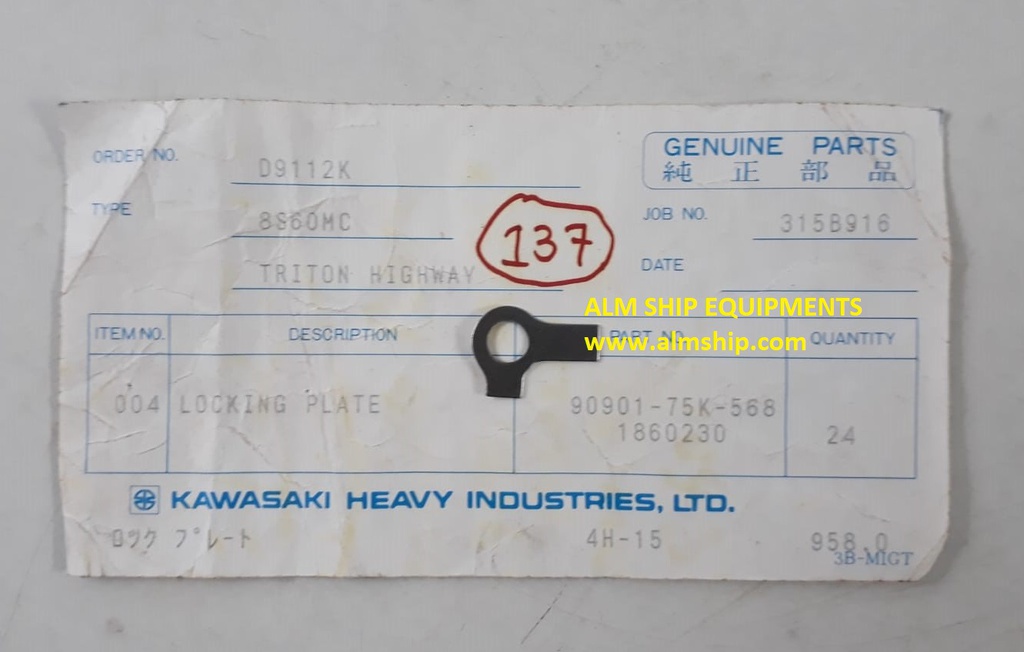 ORDER NO. D9112K
GENUINE PARTS
純正部品
TYPE 8S60MC
137
JOB NO. 315B916
TRITON HIGHWAY
DATE
ALM SHIP EQUIPMENTS
www.almship.com
ITEM NO. DESCRIPTION PART NO. QUANTITY
004 LOCKING PLATE 90901-75K-568 24
1860230
KAWASAKI HEAVY INDUSTRIES, LTD.
ロック プレート 4H-15 958.0
3B-MIGT